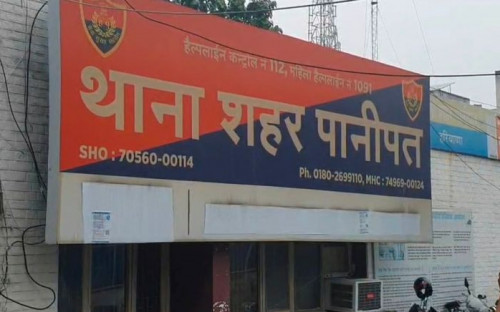 हैल्पलाईन कन्ट्रोल नं 112, महिला हैल्पलाईन नं 1091
थाना शहर पानीपत
SHO : 70560-00114
Ph. 0180-2699110, MHC : 74969-00134
हरियाणा